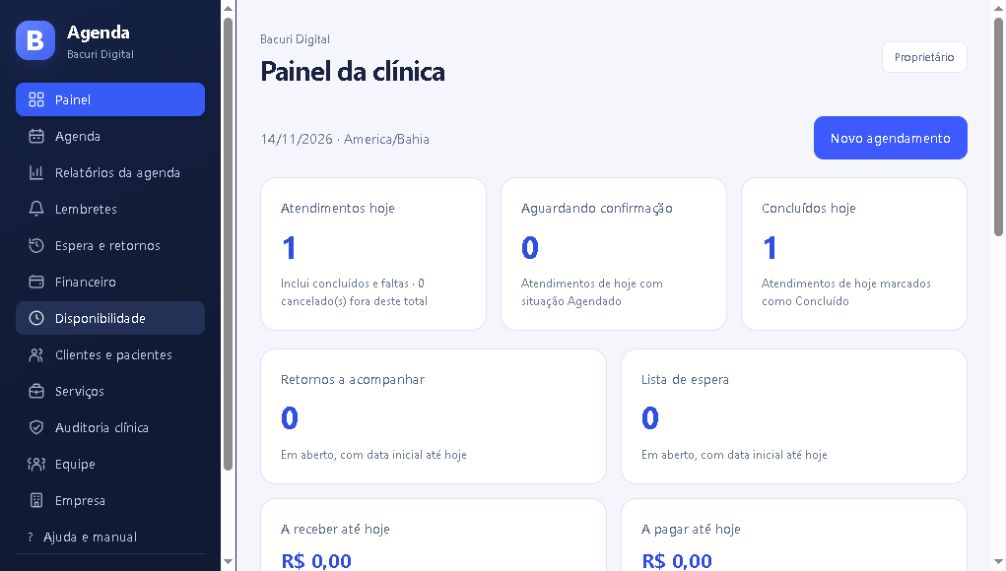 B
Agenda
Bacuri Digital
Painel
Agenda
Relatórios da agenda
Lembretes
Espera e retornos
Financeiro
Disponibilidade
Clientes e pacientes
Serviços
Auditoria clínica
Equipe
Empresa
? Ajuda e manual
Bacuri Digital
Painel da clínica
Proprietário
14/11/2026 · America/Bahia
Novo agendamento
Atendimentos hoje
1
Inclui concluídos e faltas · 0
cancelado(s) fora deste total
Aguardando confirmação
0
Atendimentos de hoje com
situação Agendado
Concluídos hoje
1
Atendimentos de hoje marcados
como Concluído
Retornos a acompanhar
0
Em aberto, com data inicial até hoje
Lista de espera
0
Em aberto, com data inicial até hoje
A receber até hoje
R$ 0,00
A pagar até hoje
R$ 0,00